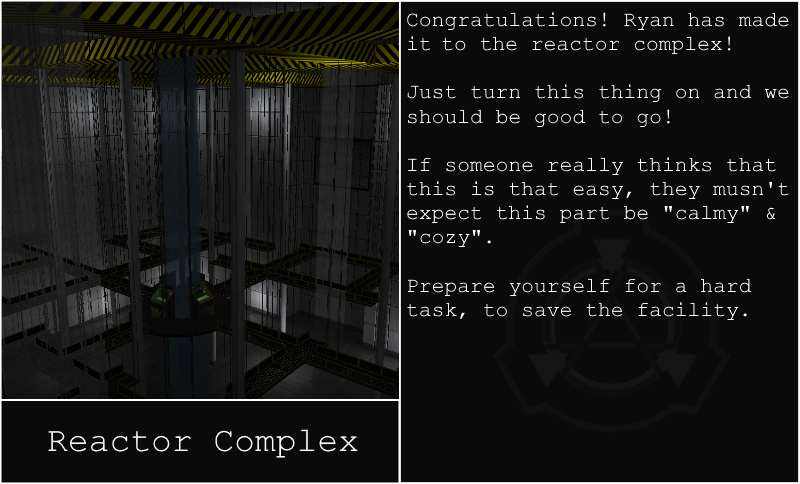 Congratulations! Ryan has made
it to the reactor complex!
Just turn this thing on and we
should be good to go!
If someone really thinks that
this is that easy, they musn't
expect this part be "calmy" &
"cozy".
Prepare yourself for a hard
task, to save the facility.
Reactor Complex